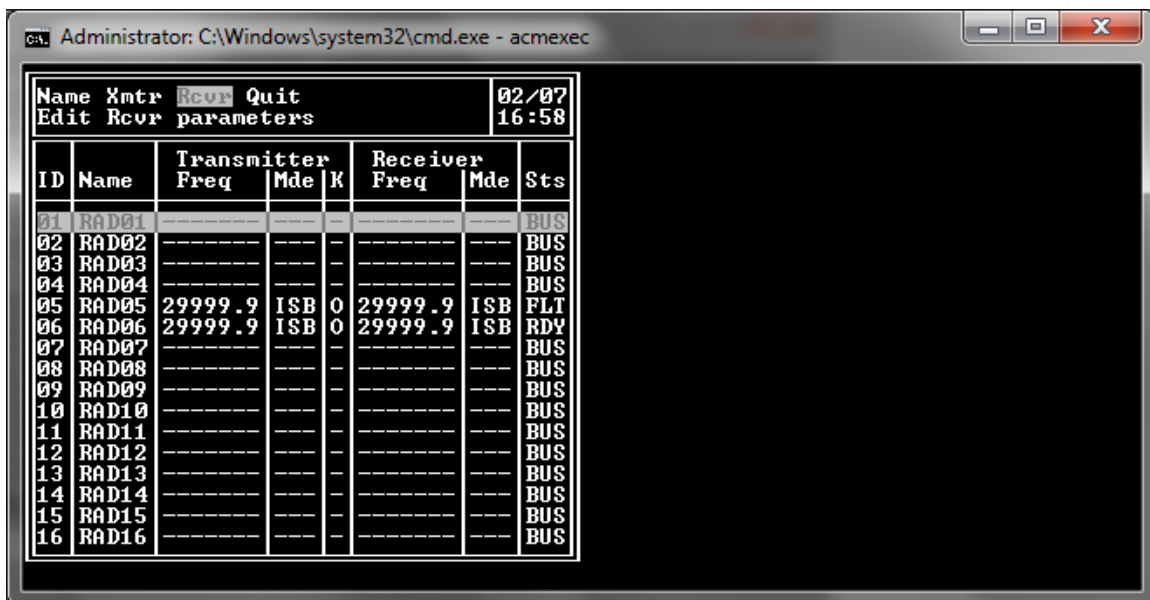 Administrator: C:\Windows\system32\cmd.exe - acmexec
Name Xmtr Rcvr Quit 02/07
Edit Rcvr parameters 16:58
Transmitter Receiver
ID Name Freq Mde K Freq Mde Sts
01 RAD01 ------- --- - ------- --- BUS
02 RAD02 ------- --- - ------- --- BUS
03 RAD03 ------- --- - ------- --- BUS
04 RAD04 ------- --- - ------- --- BUS
05 RAD05 29999.9 ISB O 29999.9 ISB FLT
06 RAD06 29999.9 ISB O 29999.9 ISB RDY
07 RAD07 ------- --- - ------- --- BUS
08 RAD08 ------- --- - ------- --- BUS
09 RAD09 ------- --- - ------- --- BUS
10 RAD10 ------- --- - ------- --- BUS
11 RAD11 ------- --- - ------- --- BUS
12 RAD12 ------- --- - ------- --- BUS
13 RAD13 ------- --- - ------- --- BUS
14 RAD14 ------- --- - ------- --- BUS
15 RAD15 ------- --- - ------- --- BUS
16 RAD16 ------- --- - ------- --- BUS